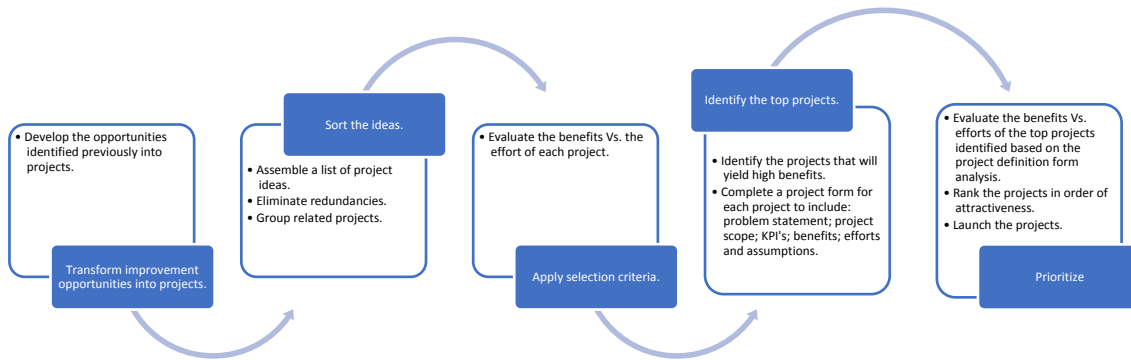 • Develop the opportunities
identified previously into
projects.
Transform improvement
opportunities into projects.
Sort the ideas.
• Assemble a list of project
ideas.
• Eliminate redundancies.
• Group related projects.
• Evaluate the benefits Vs. the
effort of each project.
Apply selection criteria.
Identify the top projects.
• Identify the projects that will
yield high benefits.
• Complete a project form for
each project to include:
problem statement; project
scope; KPI's; benefits; efforts
and assumptions.
• Evaluate the benefits Vs.
efforts of the top projects
identified based on the
project definition form
analysis.
• Rank the projects in order of
attractiveness.
• Launch the projects.
Prioritize